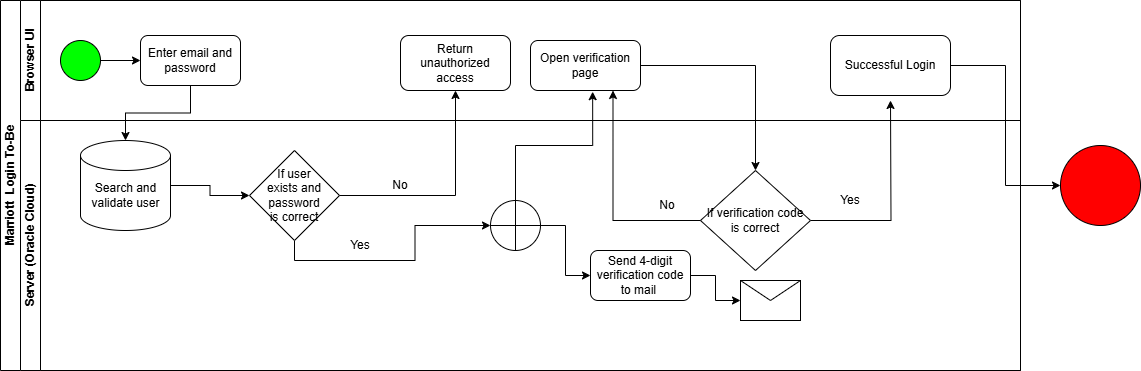 Marriott Login To-Be
Browser UI
Enter email and
password
Return
unauthorized
access
Open verification
page
Successful Login
Server (Oracle Cloud)
Search and
validate user
If user
exists and
password
is correct
No
Yes
If verification code
is correct
No
Yes
Send 4-digit
verification code
to mail